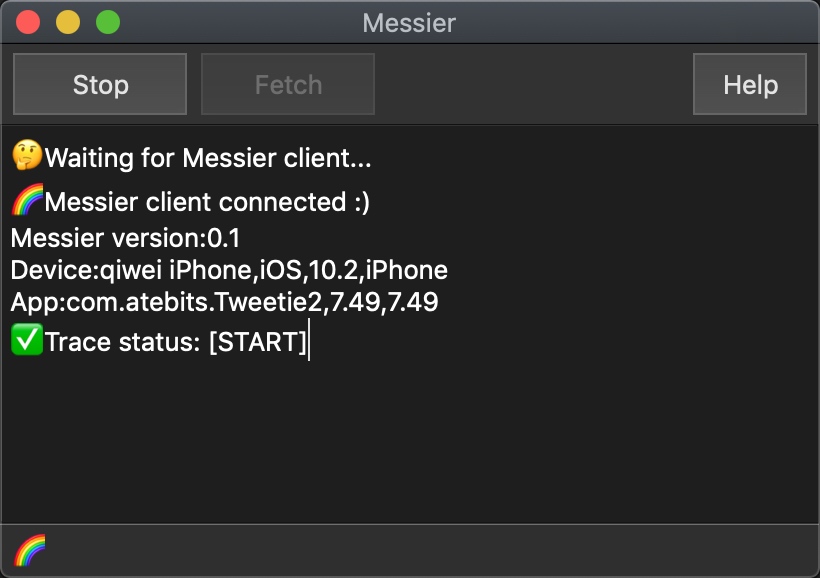 Messier
Stop Fetch Help
🤔Waiting for Messier client...
🌈Messier client connected :)
Messier version:0.1
Device:qiwei iPhone,iOS,10.2,iPhone
App:com.atebits.Tweetie2,7.49,7.49
✅Trace status: [START]
🌈